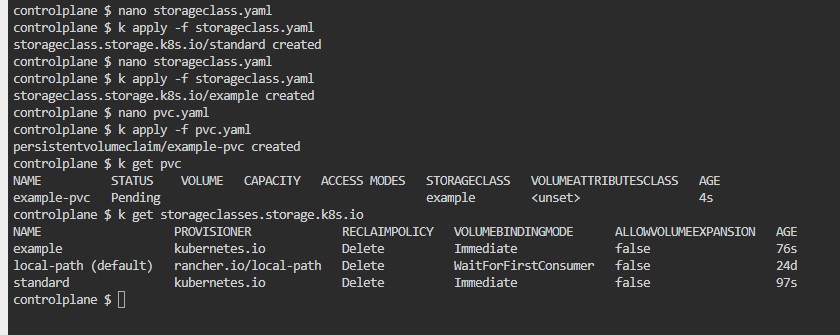 controlplane $ nano storageclass.yaml
controlplane $ k apply -f storageclass.yaml
storageclass.storage.k8s.io/standard created
controlplane $ nano storageclass.yaml
controlplane $ k apply -f storageclass.yaml
storageclass.storage.k8s.io/example created
controlplane $ nano pvc.yaml
controlplane $ k apply -f pvc.yaml
persistentvolumeclaim/example-pvc created
controlplane $ k get pvc
NAME          STATUS    VOLUME   CAPACITY   ACCESS MODES   STORAGECLASS   VOLUMEATTRIBUTESCLASS   AGE
example-pvc   Pending                                      example        <unset>                 4s
controlplane $ k get storageclasses.storage.k8s.io
NAME                   PROVISIONER             RECLAIMPOLICY   VOLUMEBINDINGMODE      ALLOWVOLUMEEXPANSION   AGE
example                kubernetes.io           Delete          Immediate              false                  76s
local-path (default)   rancher.io/local-path   Delete          WaitForFirstConsumer   false                  24d
standard               kubernetes.io           Delete          Immediate              false                  97s
controlplane $